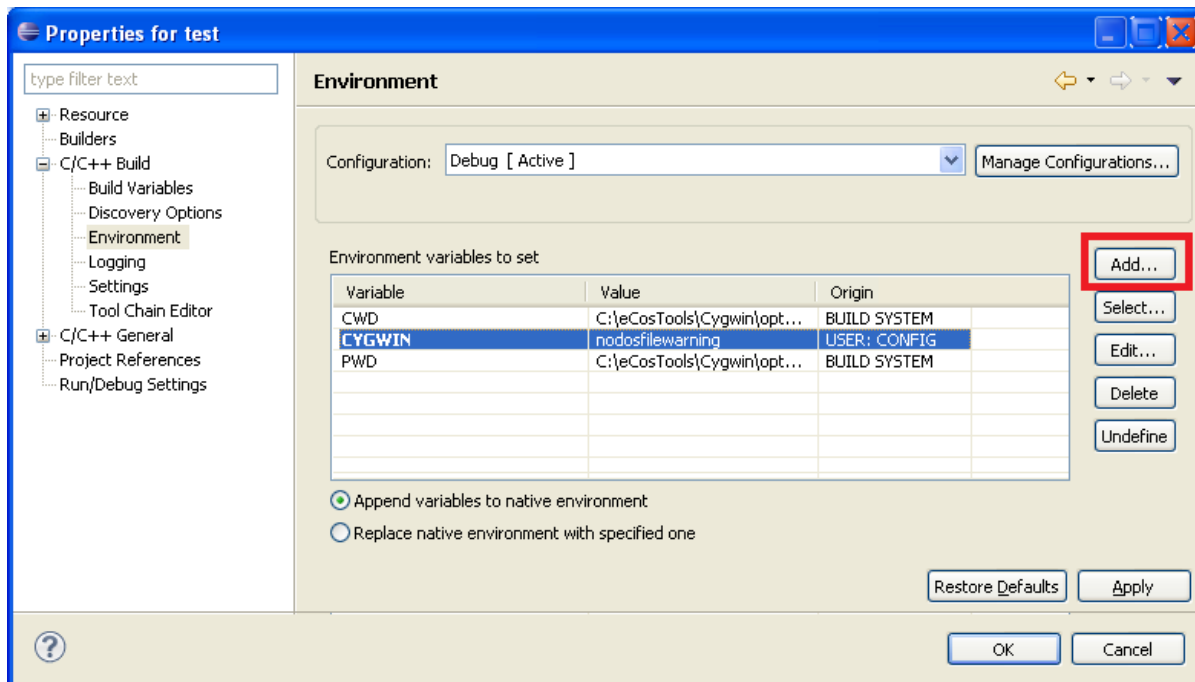 Properties for test
type filter text
Resource
Builders
C/C++ Build
Build Variables
Discovery Options
Environment
Logging
Settings
Tool Chain Editor
C/C++ General
Project References
Run/Debug Settings
Environment
Configuration: Debug [ Active ] Manage Configurations...
Environment variables to set
Variable Value Origin
CWD C:\eCosTools\Cygwin\opt... BUILD SYSTEM
CYGWIN nodosfilewarning USER: CONFIG
PWD C:\eCosTools\Cygwin\opt... BUILD SYSTEM
Add...
Select...
Edit...
Delete
Undefine
Append variables to native environment
Replace native environment with specified one
Restore Defaults Apply
? OK Cancel